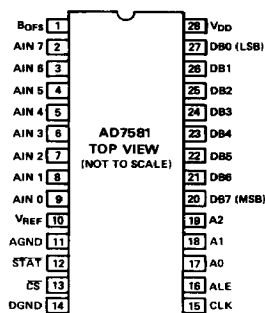 BOFS 1 28 VDD
AIN 7 2 27 DB0 (LSB)
AIN 6 3 26 DB1
AIN 5 4 25 DB2
AIN 4 5 24 DB3
AIN 3 6 AD7581 23 DB4
AIN 2 7 TOP VIEW 22 DB5
AIN 1 8 (NOT TO SCALE) 21 DB6
AIN 0 9 20 DB7 (MSB)
VREF 10 19 A2
AGND 11 18 A1
STAT 12 17 A0
CS 13 16 ALE
DGND 14 15 CLK